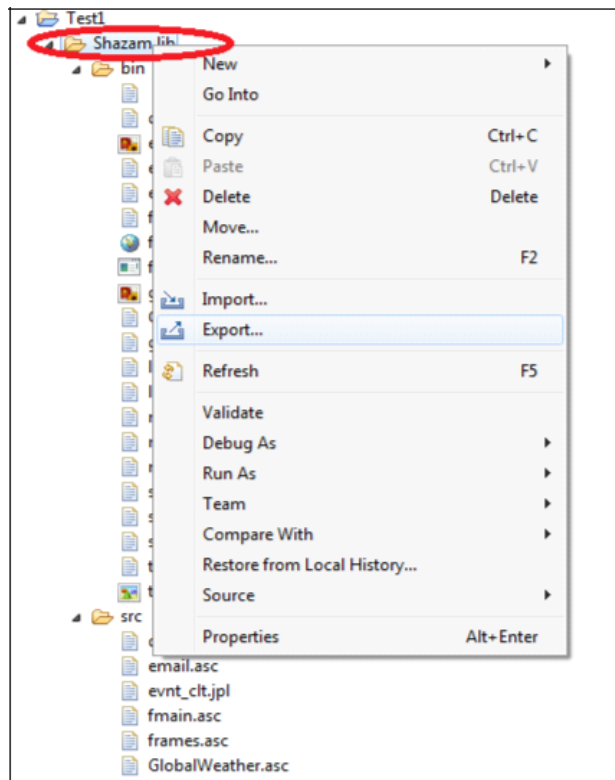 Test1
Shazam.lib
bin
New
Go Into
Copy Ctrl+C
Paste Ctrl+V
Delete Delete
Move...
Rename... F2
Import...
Export...
Refresh F5
Validate
Debug As
Run As
Team
Compare With
Restore from Local History...
Source
Properties Alt+Enter
src
email.asc
evnt_clt.jpl
fmain.asc
frames.asc
GlobalWeather.asc